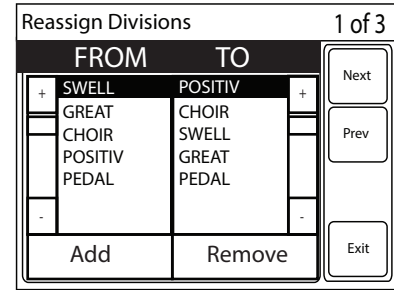 Reassign Divisions 1 of 3
FROM TO
Next
+ SWELL POSITIV +
GREAT CHOIR
CHOIR SWELL
Prev
POSITIV GREAT
PEDAL PEDAL
- -
Add Remove
Exit